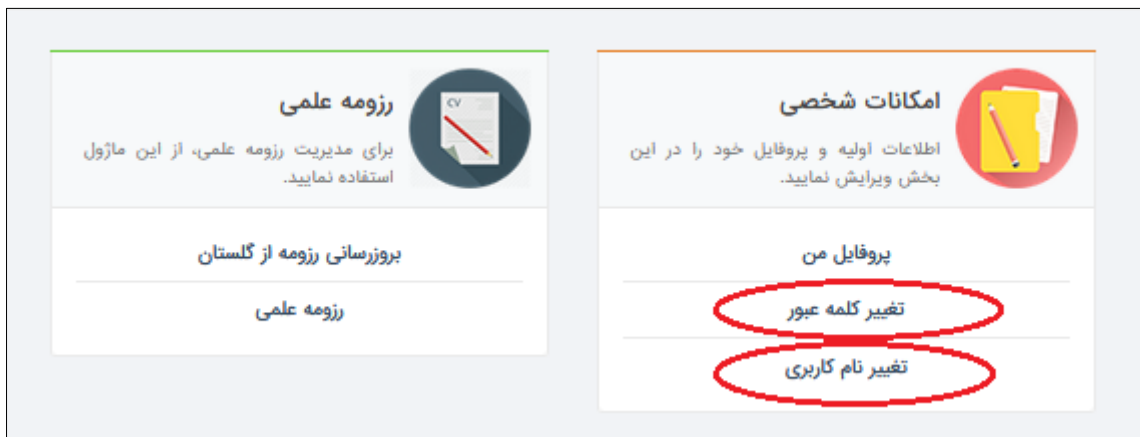 امکانات شخصی
اطلاعات اولیه و پروفایل خود را در این
بخش ویرایش نمایید.
پروفایل من
تغییر کلمه عبور
تغییر نام کاربری
رزومه علمی
برای مدیریت رزومه علمی، از این ماژول
استفاده نمایید.
بروزرسانی رزومه از گلستان
رزومه علمی
CV